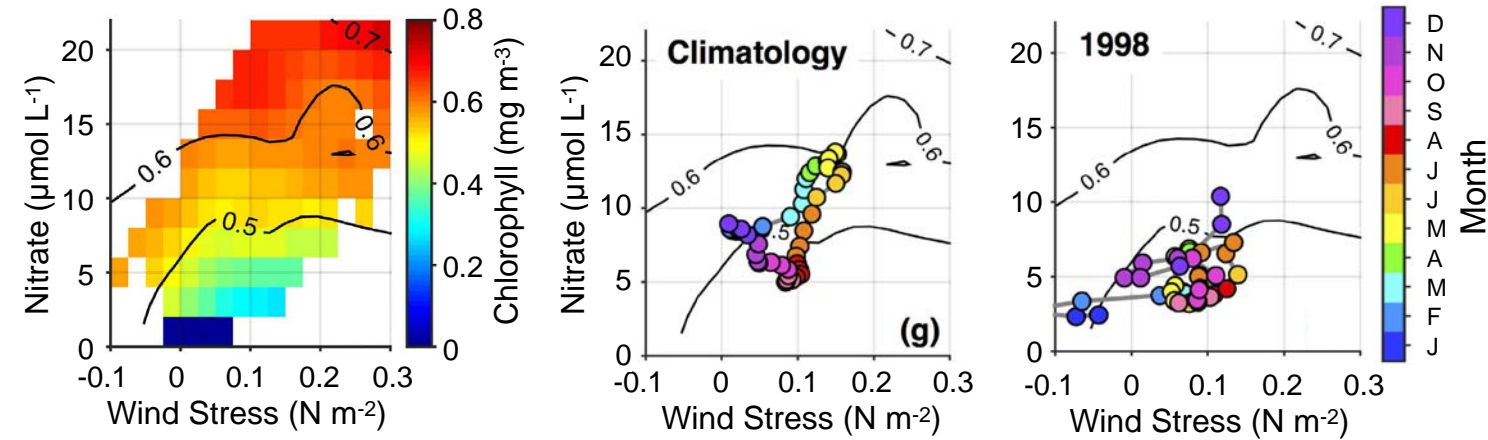 20
15
10
5
0
Nitrate (µmol L-1)
-0.1 0 0.1 0.2 0.3
Wind Stress (N m-2)
0.7
0.6
0.6
0.5
0.8
0.6
0.4
0.2
0
Chlorophyll (mg m-3)
Climatology
20
15
10
5
0
Nitrate (µmol L-1)
-0.1 0 0.1 0.2 0.3
Wind Stress (N m-2)
0.7
0.6
0.6
.5
(g)
1998
20
15
10
5
0
-0.1 0 0.1 0.2 0.3
Wind Stress (N m-2)
0.7
0.6
0.6
0.5
D
N
O
S
A
J
J
M
A
M
F
J
Month